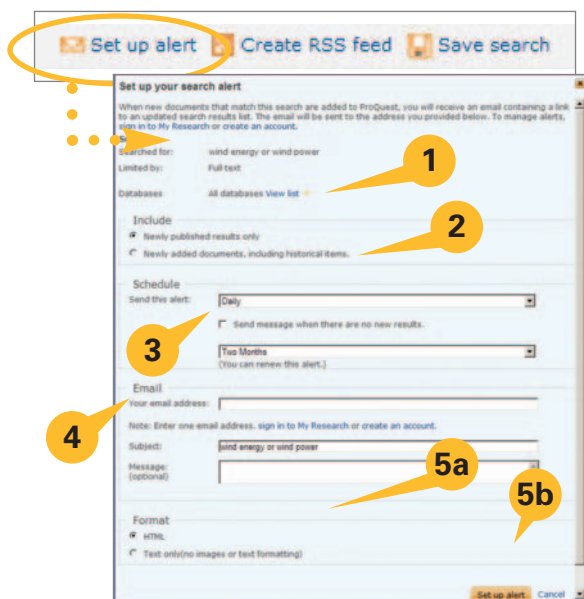 Set up alert Create RSS feed Save search
Set up your search alert
When new documents that match this search are added to ProQuest, you will receive an email containing a link
to an updated search results list. The email will be sent to the address you provided below. To manage alerts,
sign in to My Research or create an account.
Searched for: wind energy or wind power
Limited by: Full text
1
Databases All databases View list
Include
2
Newly published results only
Newly added documents, including historical items.
Schedule
Send this alert: Daily
Send message when there are no new results.
3
Two Months
(You can renew this alert.)
Email
Your email address:
4
Note: Enter one email address. sign in to My Research or create an account.
Subject: wind energy or wind power
Message:
(optional)
5a
5b
Format
HTML
Text only(no images or text formatting)
Set up alert Cancel